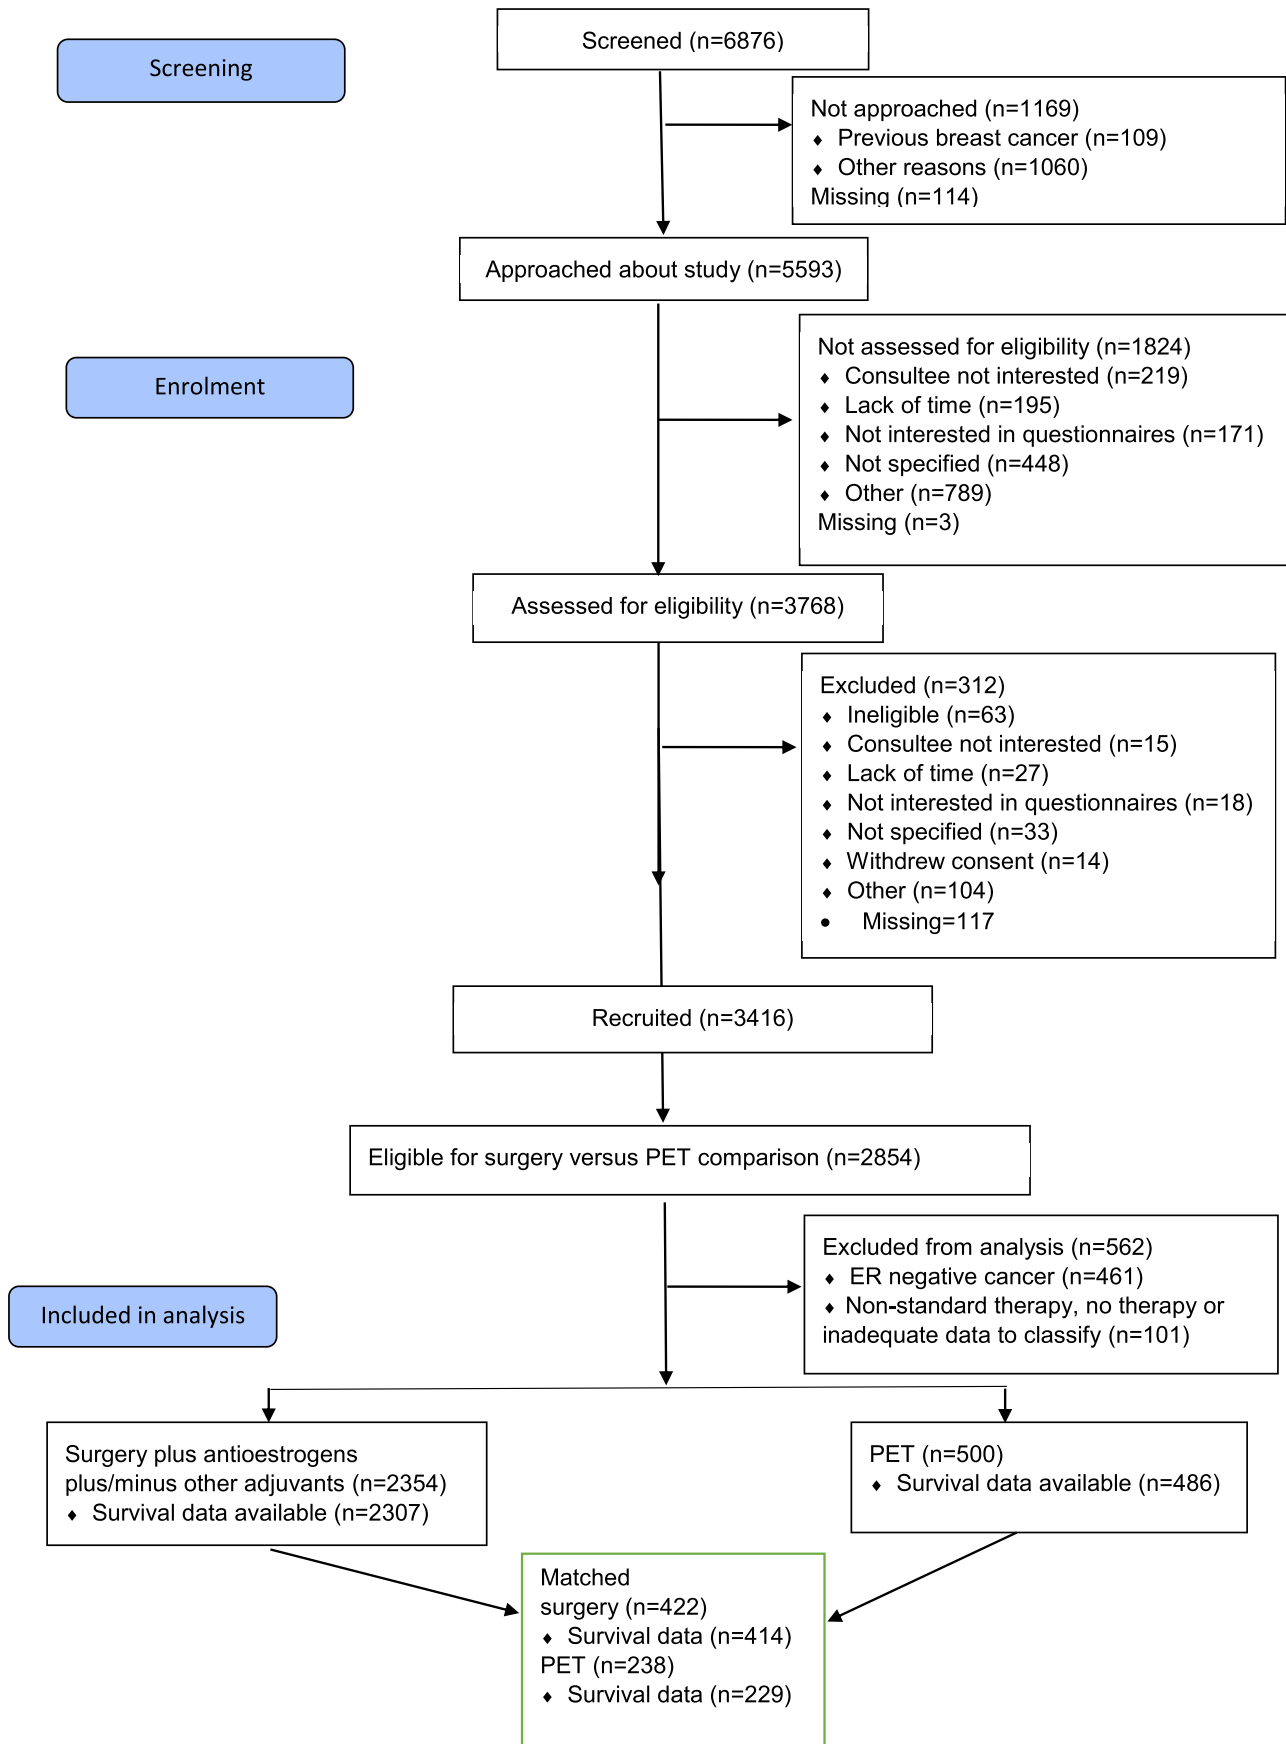 Screened (n=6876)
Screening
Not approached (n=1169)
♦ Previous breast cancer (n=109)
♦ Other reasons (n=1060)
Missing (n=114)
Approached about study (n=5593)
Not assessed for eligibility (n=1824)
♦ Consultee not interested (n=219)
♦ Lack of time (n=195)
♦ Not interested in questionnaires (n=171)
♦ Not specified (n=448)
♦ Other (n=789)
Missing (n=3)
Enrolment
Assessed for eligibility (n=3768)
Excluded (n=312)
♦ Ineligible (n=63)
♦ Consultee not interested (n=15)
♦ Lack of time (n=27)
♦ Not interested in questionnaires (n=18)
♦ Not specified (n=33)
♦ Withdrew consent (n=14)
♦ Other (n=104)
• Missing=117
Recruited (n=3416)
Eligible for surgery versus PET comparison (n=2854)
Excluded from analysis (n=562)
♦ ER negative cancer (n=461)
♦ Non-standard therapy, no therapy or
inadequate data to classify (n=101)
Included in analysis
Surgery plus antioestrogens
plus/minus other adjuvants (n=2354)
♦ Survival data available (n=2307)
PET (n=500)
♦ Survival data available (n=486)
Matched
surgery (n=422)
♦ Survival data (n=414)
PET (n=238)
♦ Survival data (n=229)